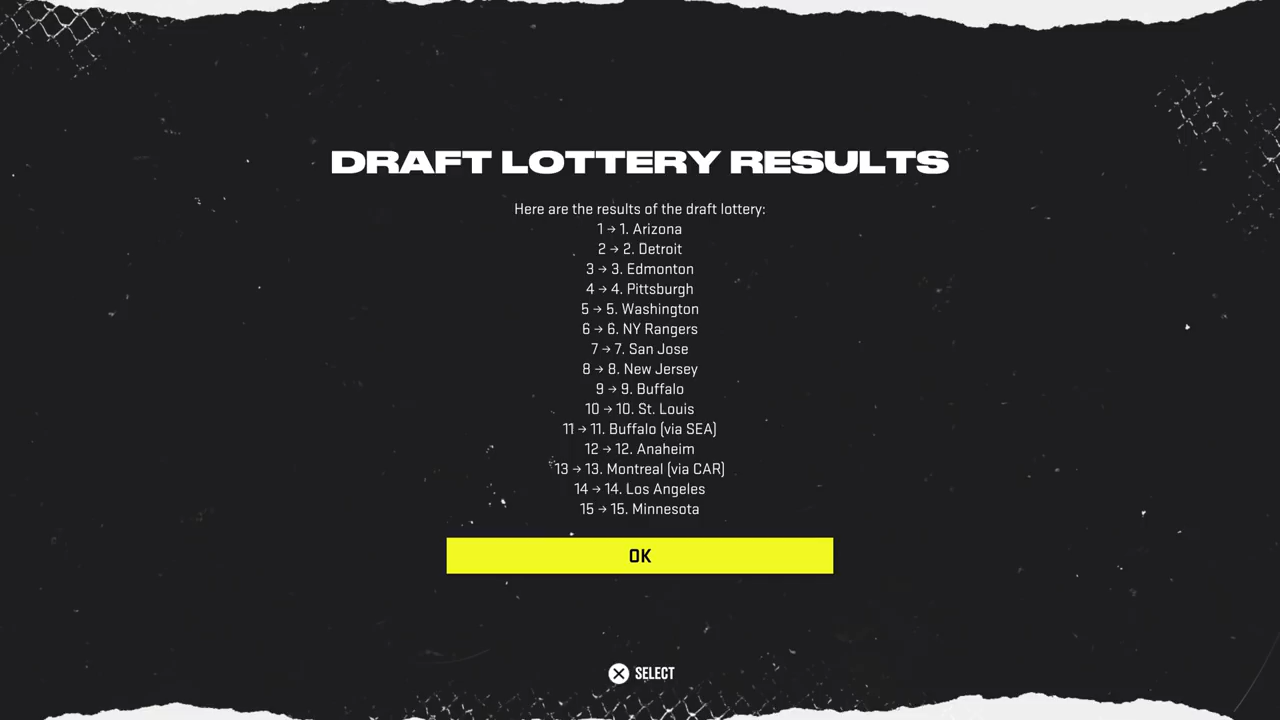 DRAFT LOTTERY RESULTS
Here are the results of the draft lottery:
1 → 1. Arizona
2 → 2. Detroit
3 → 3. Edmonton
4 → 4. Pittsburgh
5 → 5. Washington
6 → 6. NY Rangers
7 → 7. San Jose
8 → 8. New Jersey
9 → 9. Buffalo
10 → 10. St. Louis
11 → 11. Buffalo (via SEA)
12 → 12. Anaheim
13 → 13. Montreal (via CAR)
14 → 14. Los Angeles
15 → 15. Minnesota
OK
SELECT